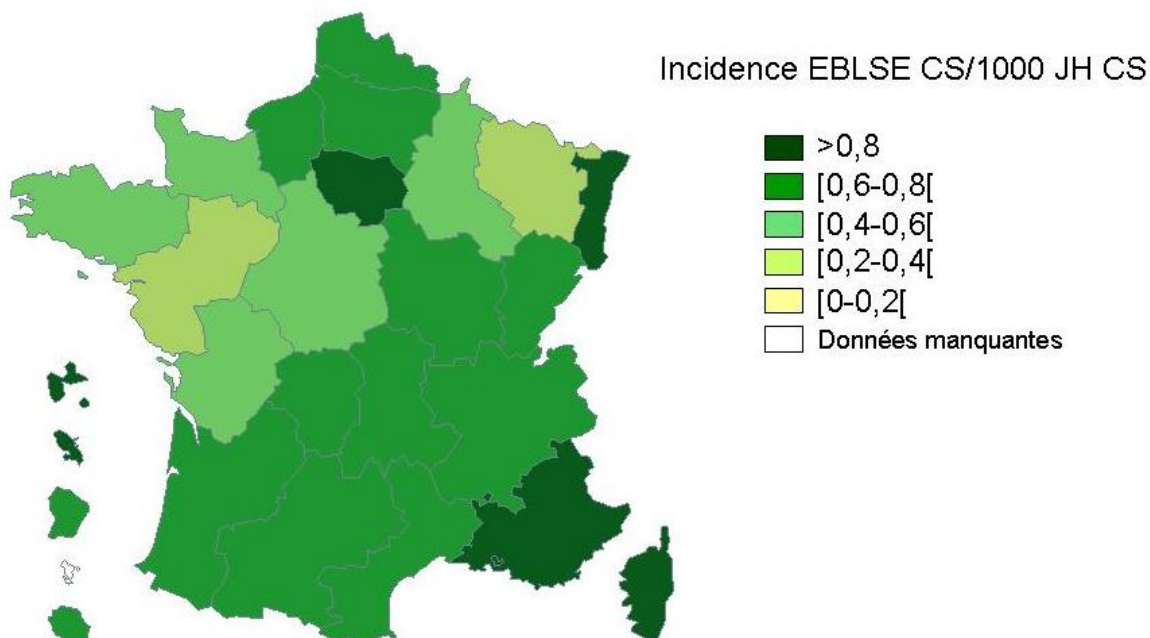 Incidence EBLSE CS/1000 JH CS
>0,8
[0,6-0,8[
[0,4-0,6[
[0,2-0,4[
[0-0,2[
Données manquantes